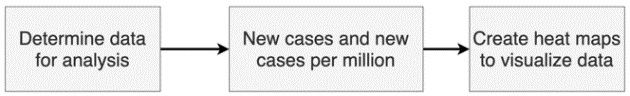 Determine data
for analysis
New cases and new
cases per million
Create heat maps
to visualize data